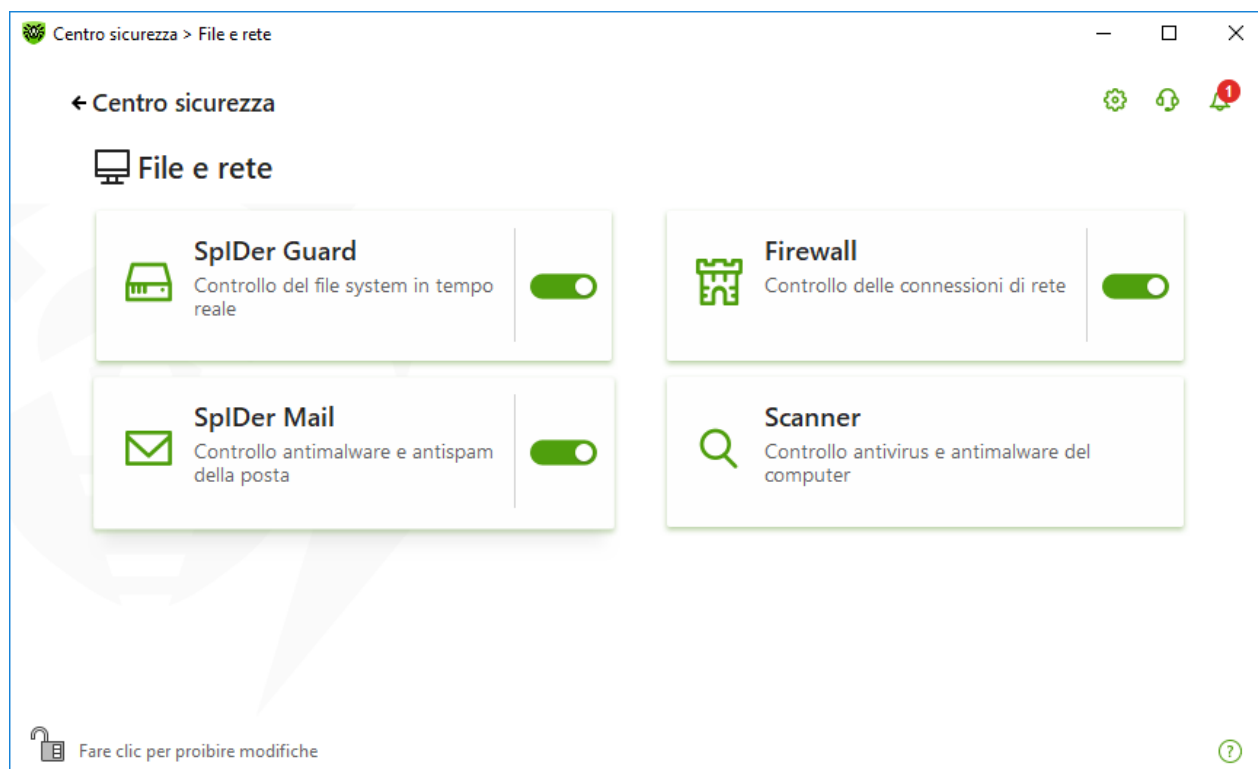 Centro sicurezza > File e rete
Centro sicurezza
1
File e rete
SpIDer Guard
Controllo del file system in tempo
reale
Firewall
Controllo delle connessioni di rete
SpIDer Mail
Controllo antimalware e antispam
della posta
Scanner
Controllo antivirus e antimalware del
computer
Fare clic per proibire modifiche
?